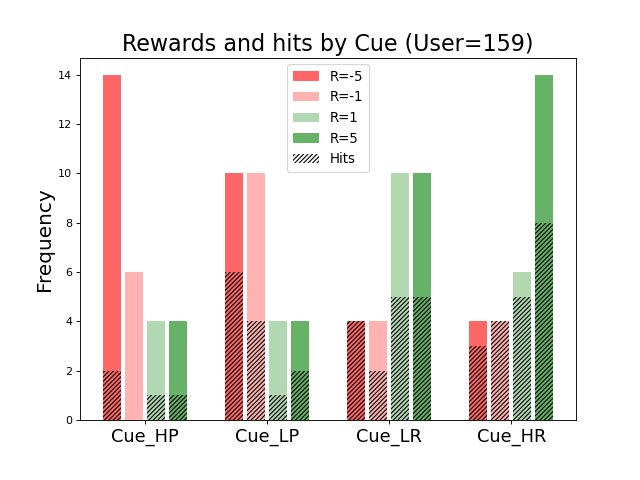 Rewards and hits by Cue (User=159)
R=-5
R=-1
R=1
R=5
Hits
Frequency
14
12
10
8
6
4
2
0
Cue_HP Cue_LP Cue_LR Cue_HR